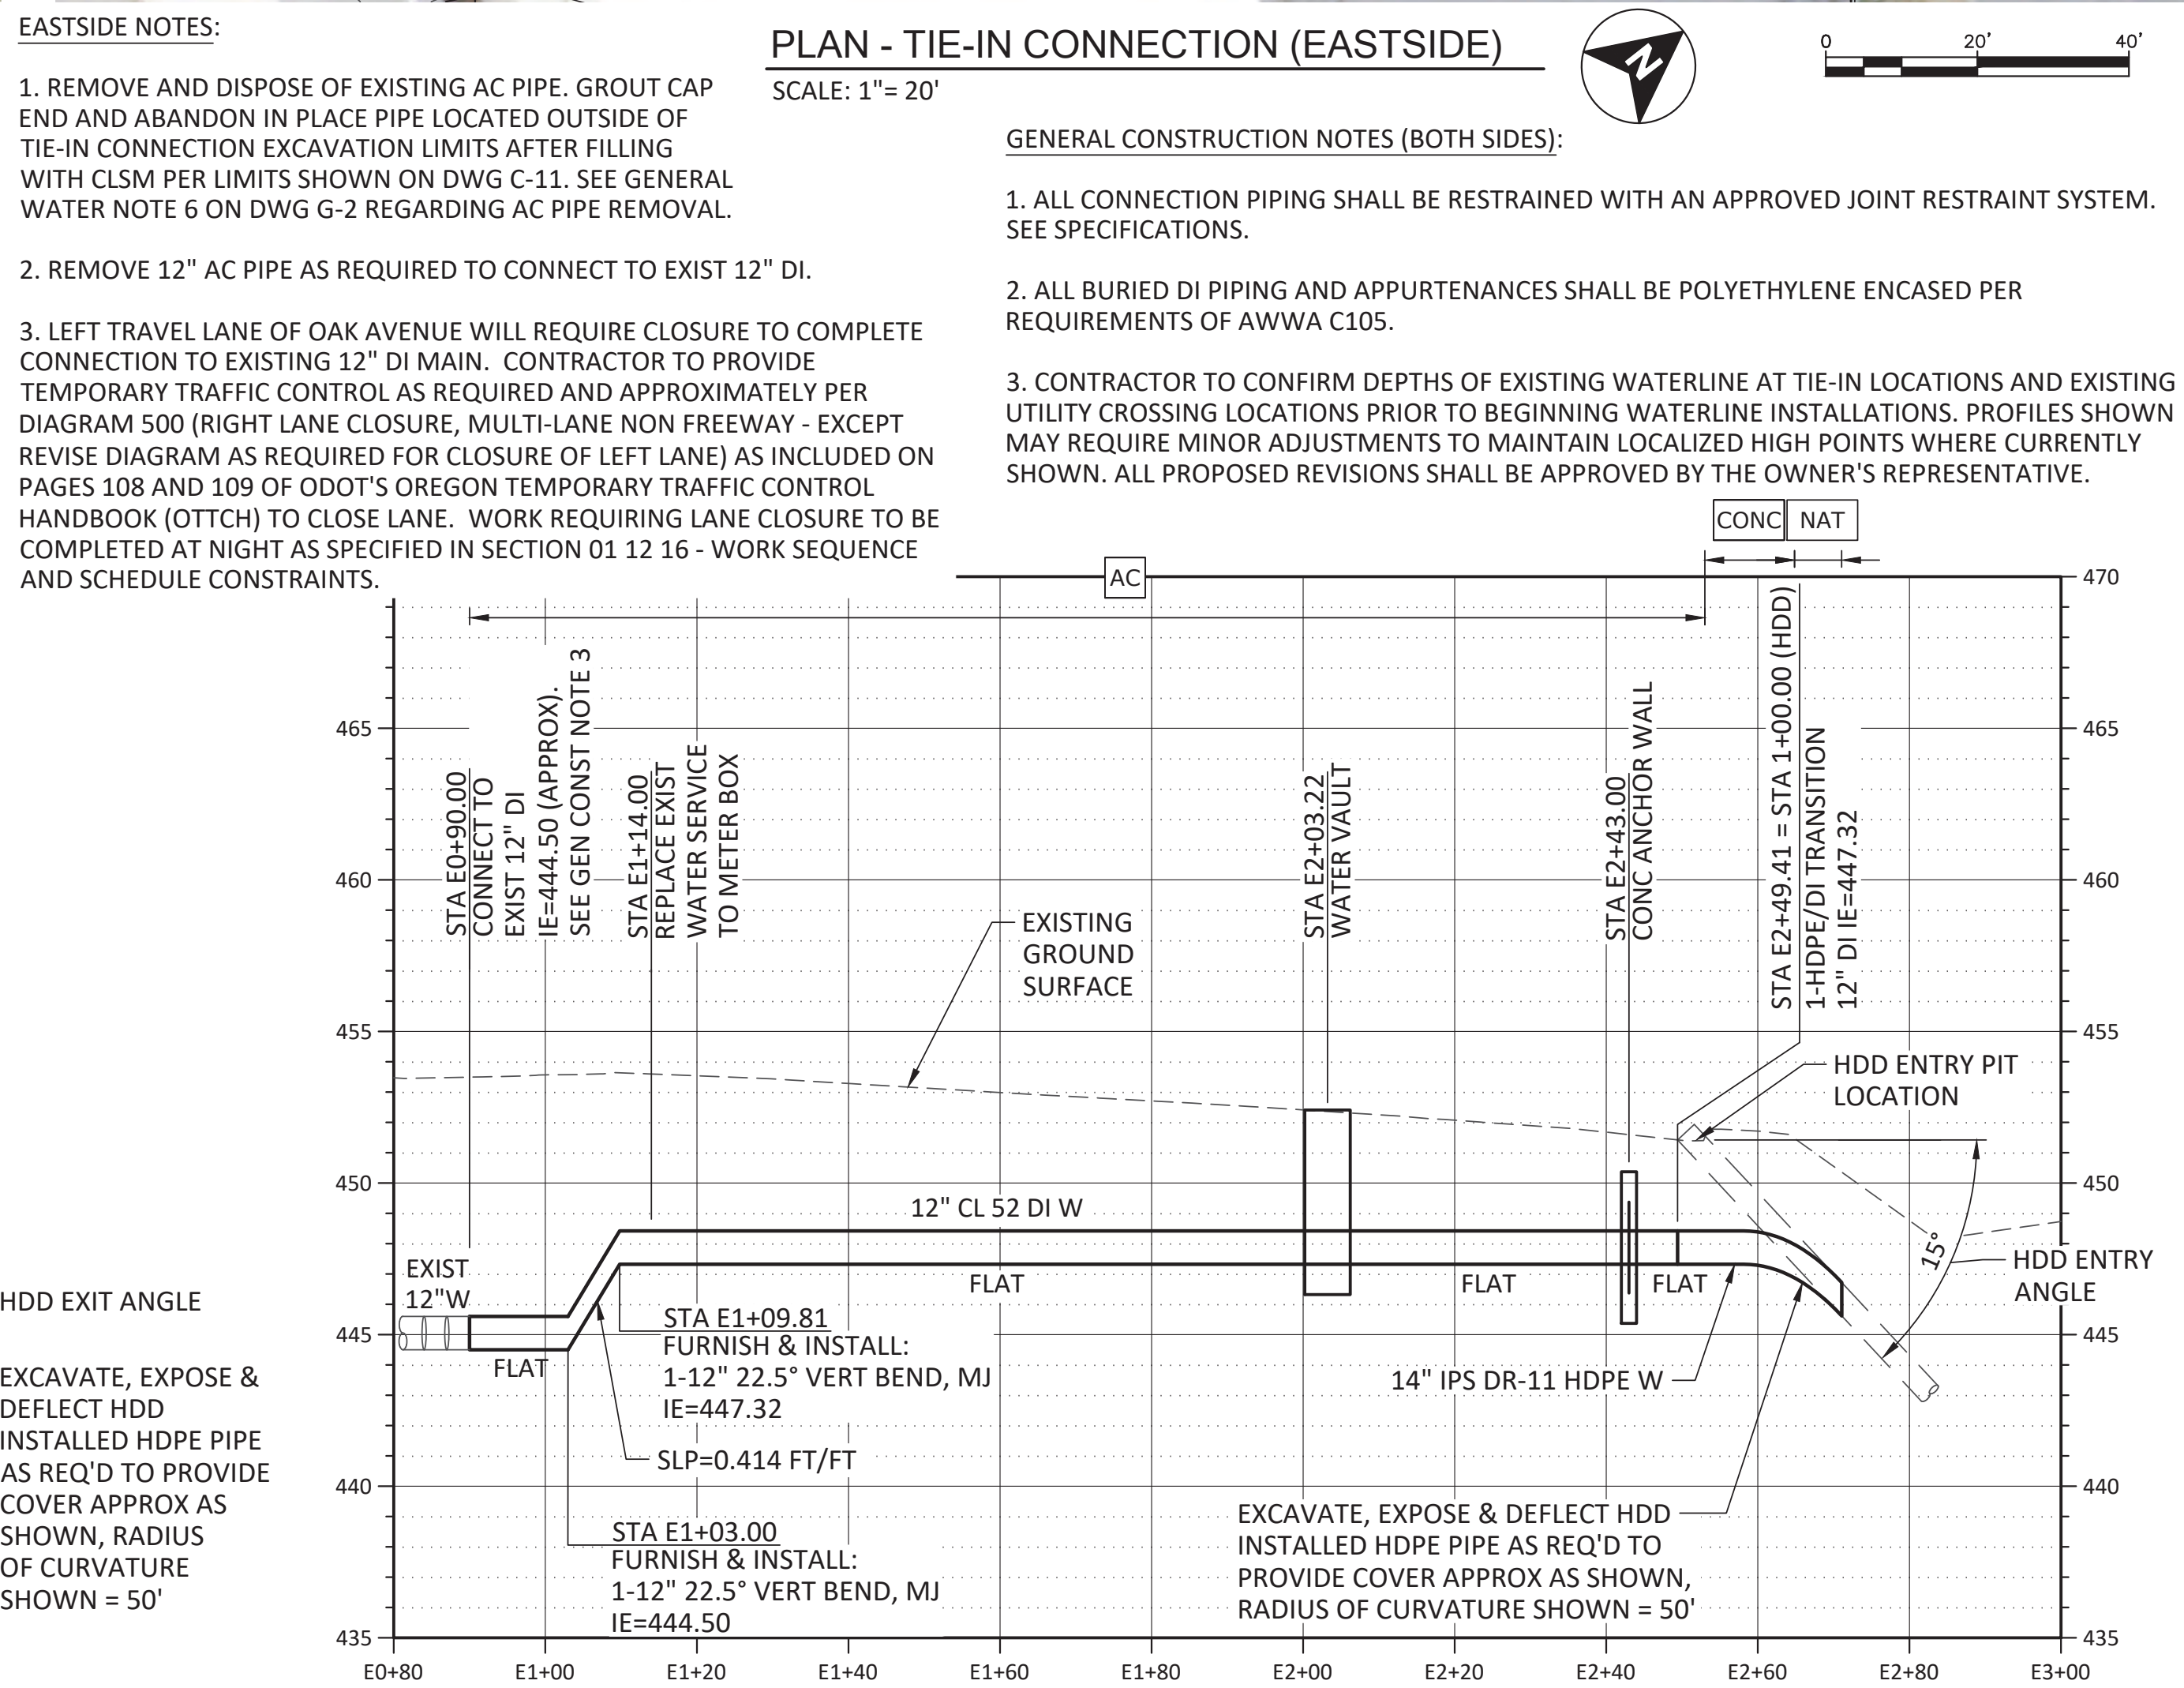 EASTSIDE NOTES:
1. REMOVE AND DISPOSE OF EXISTING AC PIPE. GROUT CAP
END AND ABANDON IN PLACE PIPE LOCATED OUTSIDE OF
TIE-IN CONNECTION EXCAVATION LIMITS AFTER FILLING
WITH CLSM PER LIMITS SHOWN ON DWG C-11. SEE GENERAL
WATER NOTE 6 ON DWG G-2 REGARDING AC PIPE REMOVAL.
2. REMOVE 12" AC PIPE AS REQUIRED TO CONNECT TO EXIST 12" DI.
3. LEFT TRAVEL LANE OF OAK AVENUE WILL REQUIRE CLOSURE TO COMPLETE
CONNECTION TO EXISTING 12" DI MAIN.  CONTRACTOR TO PROVIDE
TEMPORARY TRAFFIC CONTROL AS REQUIRED AND APPROXIMATELY PER
DIAGRAM 500 (RIGHT LANE CLOSURE, MULTI-LANE NON FREEWAY - EXCEPT
REVISE DIAGRAM AS REQUIRED FOR CLOSURE OF LEFT LANE) AS INCLUDED ON
PAGES 108 AND 109 OF ODOT'S OREGON TEMPORARY TRAFFIC CONTROL
HANDBOOK (OTTCH) TO CLOSE LANE.  WORK REQUIRING LANE CLOSURE TO BE
COMPLETED AT NIGHT AS SPECIFIED IN SECTION 01 12 16 - WORK SEQUENCE
AND SCHEDULE CONSTRAINTS.
PLAN - TIE-IN CONNECTION (EASTSIDE)
SCALE: 1"= 20'
N
0 20' 40'
GENERAL CONSTRUCTION NOTES (BOTH SIDES):
1. ALL CONNECTION PIPING SHALL BE RESTRAINED WITH AN APPROVED JOINT RESTRAINT SYSTEM.
SEE SPECIFICATIONS.
2. ALL BURIED DI PIPING AND APPURTENANCES SHALL BE POLYETHYLENE ENCASED PER
REQUIREMENTS OF AWWA C105.
3. CONTRACTOR TO CONFIRM DEPTHS OF EXISTING WATERLINE AT TIE-IN LOCATIONS AND EXISTING
UTILITY CROSSING LOCATIONS PRIOR TO BEGINNING WATERLINE INSTALLATIONS. PROFILES SHOWN
MAY REQUIRE MINOR ADJUSTMENTS TO MAINTAIN LOCALIZED HIGH POINTS WHERE CURRENTLY
SHOWN. ALL PROPOSED REVISIONS SHALL BE APPROVED BY THE OWNER'S REPRESENTATIVE.
CONC NAT
AC
470
465
465
460
460
455
455
450
450
445
445
440
440
435
435
STA E0+90.00
CONNECT TO
EXIST 12" DI
IE=444.50 (APPROX).
SEE GEN CONST NOTE 3
STA E1+14.00
REPLACE EXIST
WATER SERVICE
TO METER BOX
EXISTING
GROUND
SURFACE
STA E2+03.22
WATER VAULT
STA E2+43.00
CONC ANCHOR WALL
STA E2+49.41 = STA 1+00.00 (HDD)
1-HDPE/DI TRANSITION
12" DI IE=447.32
HDD ENTRY PIT
LOCATION
12" CL 52 DI W
EXIST
12"W
FLAT
FLAT
FLAT
FLAT
15°
HDD ENTRY
ANGLE
HDD EXIT ANGLE
STA E1+09.81
FURNISH & INSTALL:
1-12" 22.5° VERT BEND, MJ
IE=447.32
SLP=0.414 FT/FT
14" IPS DR-11 HDPE W
EXCAVATE, EXPOSE &
DEFLECT HDD
INSTALLED HDPE PIPE
AS REQ'D TO PROVIDE
COVER APPROX AS
SHOWN, RADIUS
OF CURVATURE
SHOWN = 50'
STA E1+03.00
FURNISH & INSTALL:
1-12" 22.5° VERT BEND, MJ
IE=444.50
EXCAVATE, EXPOSE & DEFLECT HDD
INSTALLED HDPE PIPE AS REQ'D TO
PROVIDE COVER APPROX AS SHOWN,
RADIUS OF CURVATURE SHOWN = 50'
E0+80 E1+00 E1+20 E1+40 E1+60 E1+80 E2+00 E2+20 E2+40 E2+60 E2+80 E3+00